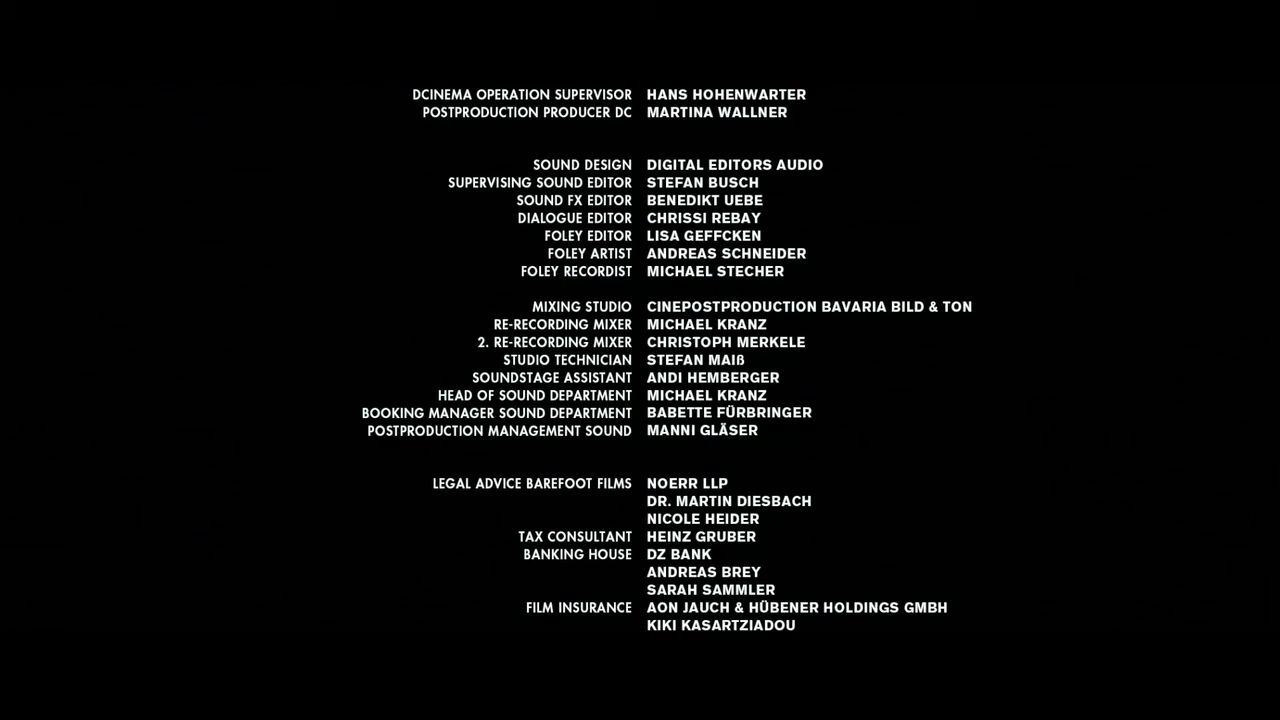 DCINEMA OPERATION SUPERVISOR HANS HOHENWARTER
POSTPRODUCTION PRODUCER DC MARTINA WALLNER
SOUND DESIGN DIGITAL EDITORS AUDIO
SUPERVISING SOUND EDITOR STEFAN BUSCH
SOUND FX EDITOR BENEDIKT UEBE
DIALOGUE EDITOR CHRISSI REBAY
FOLEY EDITOR LISA GEFFCKEN
FOLEY ARTIST ANDREAS SCHNEIDER
FOLEY RECORDIST MICHAEL STECHER
MIXING STUDIO CINEPOSTPRODUCTION BAVARIA BILD & TON
RE-RECORDING MIXER MICHAEL KRANZ
2. RE-RECORDING MIXER CHRISTOPH MERKELE
STUDIO TECHNICIAN STEFAN MAIß
SOUNDSTAGE ASSISTANT ANDI HEMBERGER
HEAD OF SOUND DEPARTMENT MICHAEL KRANZ
BOOKING MANAGER SOUND DEPARTMENT BABETTE FÜRBRINGER
POSTPRODUCTION MANAGEMENT SOUND MANNI GLÄSER
LEGAL ADVICE BAREFOOT FILMS NOERR LLP
DR. MARTIN DIESBACH
NICOLE HEIDER
TAX CONSULTANT HEINZ GRUBER
BANKING HOUSE DZ BANK
ANDREAS BREY
SARAH SAMMLER
FILM INSURANCE AON JAUCH & HÜBENER HOLDINGS GMBH
KIKI KASARTZIADOU